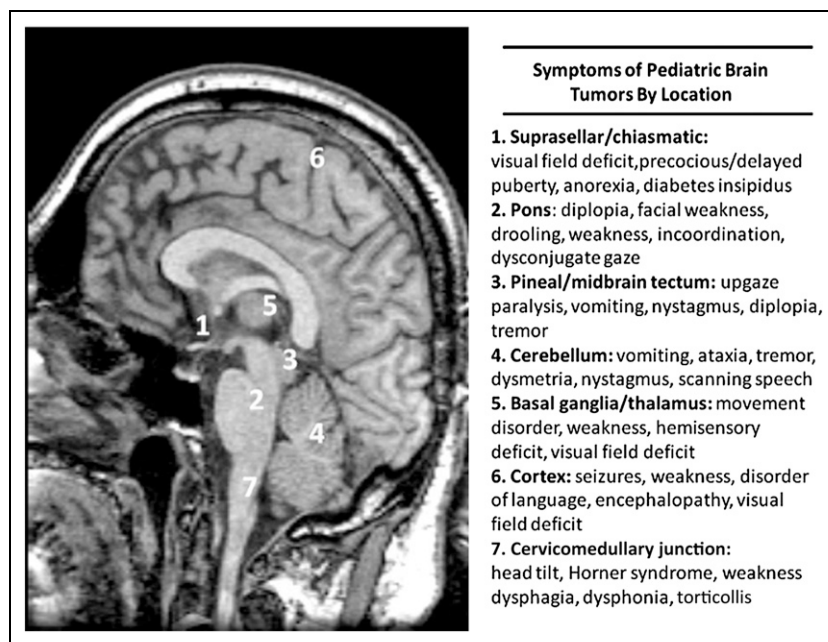 Symptoms of Pediatric Brain
Tumors By Location
1. Suprasellar/chiasmatic:
visual field deficit,precocious/delayed
puberty, anorexia, diabetes insipidus
2. Pons: diplopia, facial weakness,
drooling, weakness, incoordination,
dysconjugate gaze
3. Pineal/midbrain tectum: upgaze
paralysis, vomiting, nystagmus, diplopia,
tremor
4. Cerebellum: vomiting, ataxia, tremor,
dysmetria, nystagmus, scanning speech
5. Basal ganglia/thalamus: movement
disorder, weakness, hemisensory
deficit, visual field deficit
6. Cortex: seizures, weakness, disorder
of language, encephalopathy, visual
field deficit
7. Cervicomedullary junction:
head tilt, Horner syndrome, weakness
dysphagia, dysphonia, torticollis
6
5
1
3
2
4
7